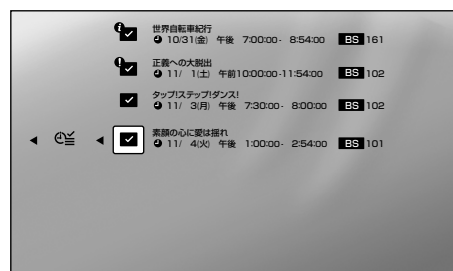 世界自転車紀行
10/31(金) 午後 7:00:00- 8:54:00 BS 161
正義への大脱出
11/ 1(土) 午前10:00:00-11:54:00 BS 102
タップ!ステップ!ダンス!
11/ 3(月) 午後 7:30:00- 8:00:00 BS 102
素顔の心に愛は揺れ
11/ 4(火) 午後 1:00:00- 2:54:00 BS 101